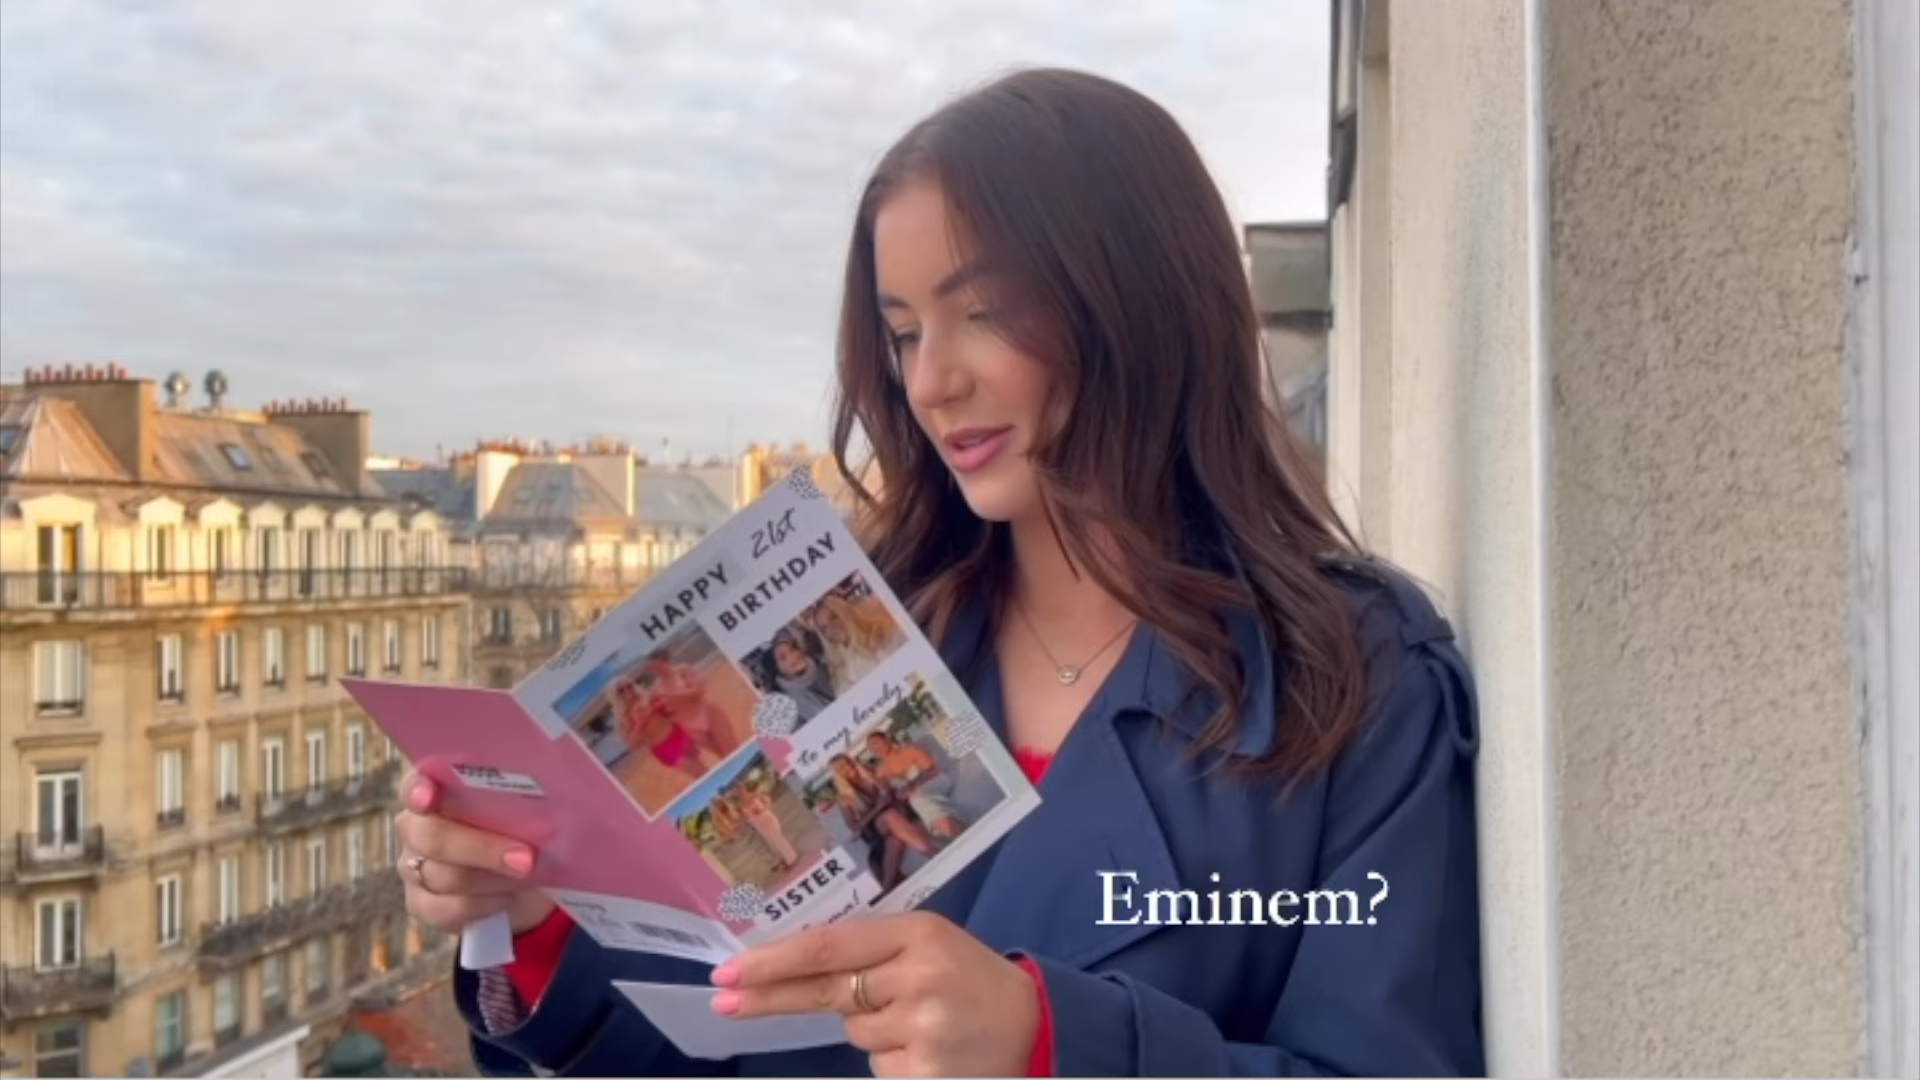 HAPPY 21st
BIRTHDAY
to my lovely
SISTER
Eminem?